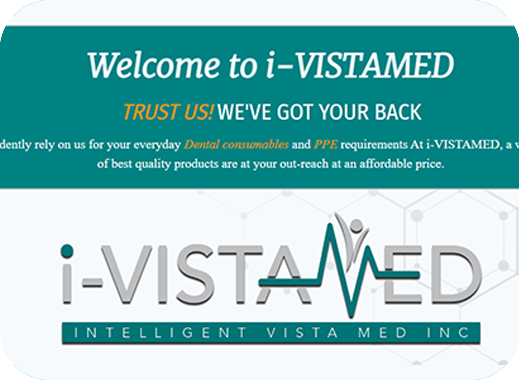 Welcome to i-VISTAMED
TRUST US! WE'VE GOT YOUR BACK
dently rely on us for your everyday Dental consumables and PPE requirements At i-VISTAMED, a
of best quality products are at your out-reach at an affordable price.
i-VISTAMED
INTELLIGENT VISTA MED INC